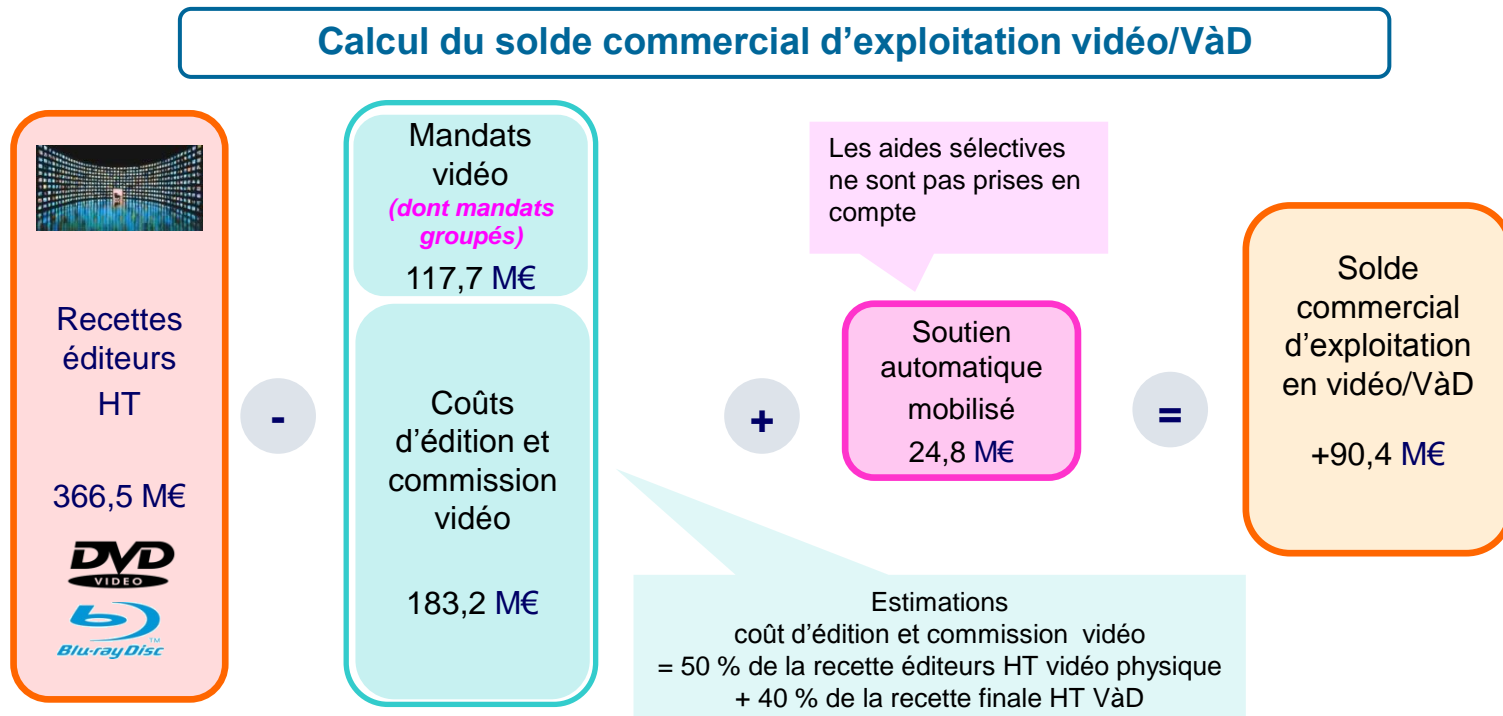 Calcul du solde commercial d’exploitation vidéo/VàD
Recettes
éditeurs
HT
366,5 M€
DVD
VIDEO
Blu-ray Disc
TM
-
Mandats
vidéo
(dont mandats
groupés)
117,7 M€
Coûts
d’édition et
commission
vidéo
183,2 M€
+
Les aides sélectives
ne sont pas prises en
compte
Soutien
automatique
mobilisé
24,8 M€
=
Solde
commercial
d’exploitation
en vidéo/VàD
+90,4 M€
Estimations
coût d’édition et commission vidéo
= 50 % de la recette éditeurs HT vidéo physique
+ 40 % de la recette finale HT VàD